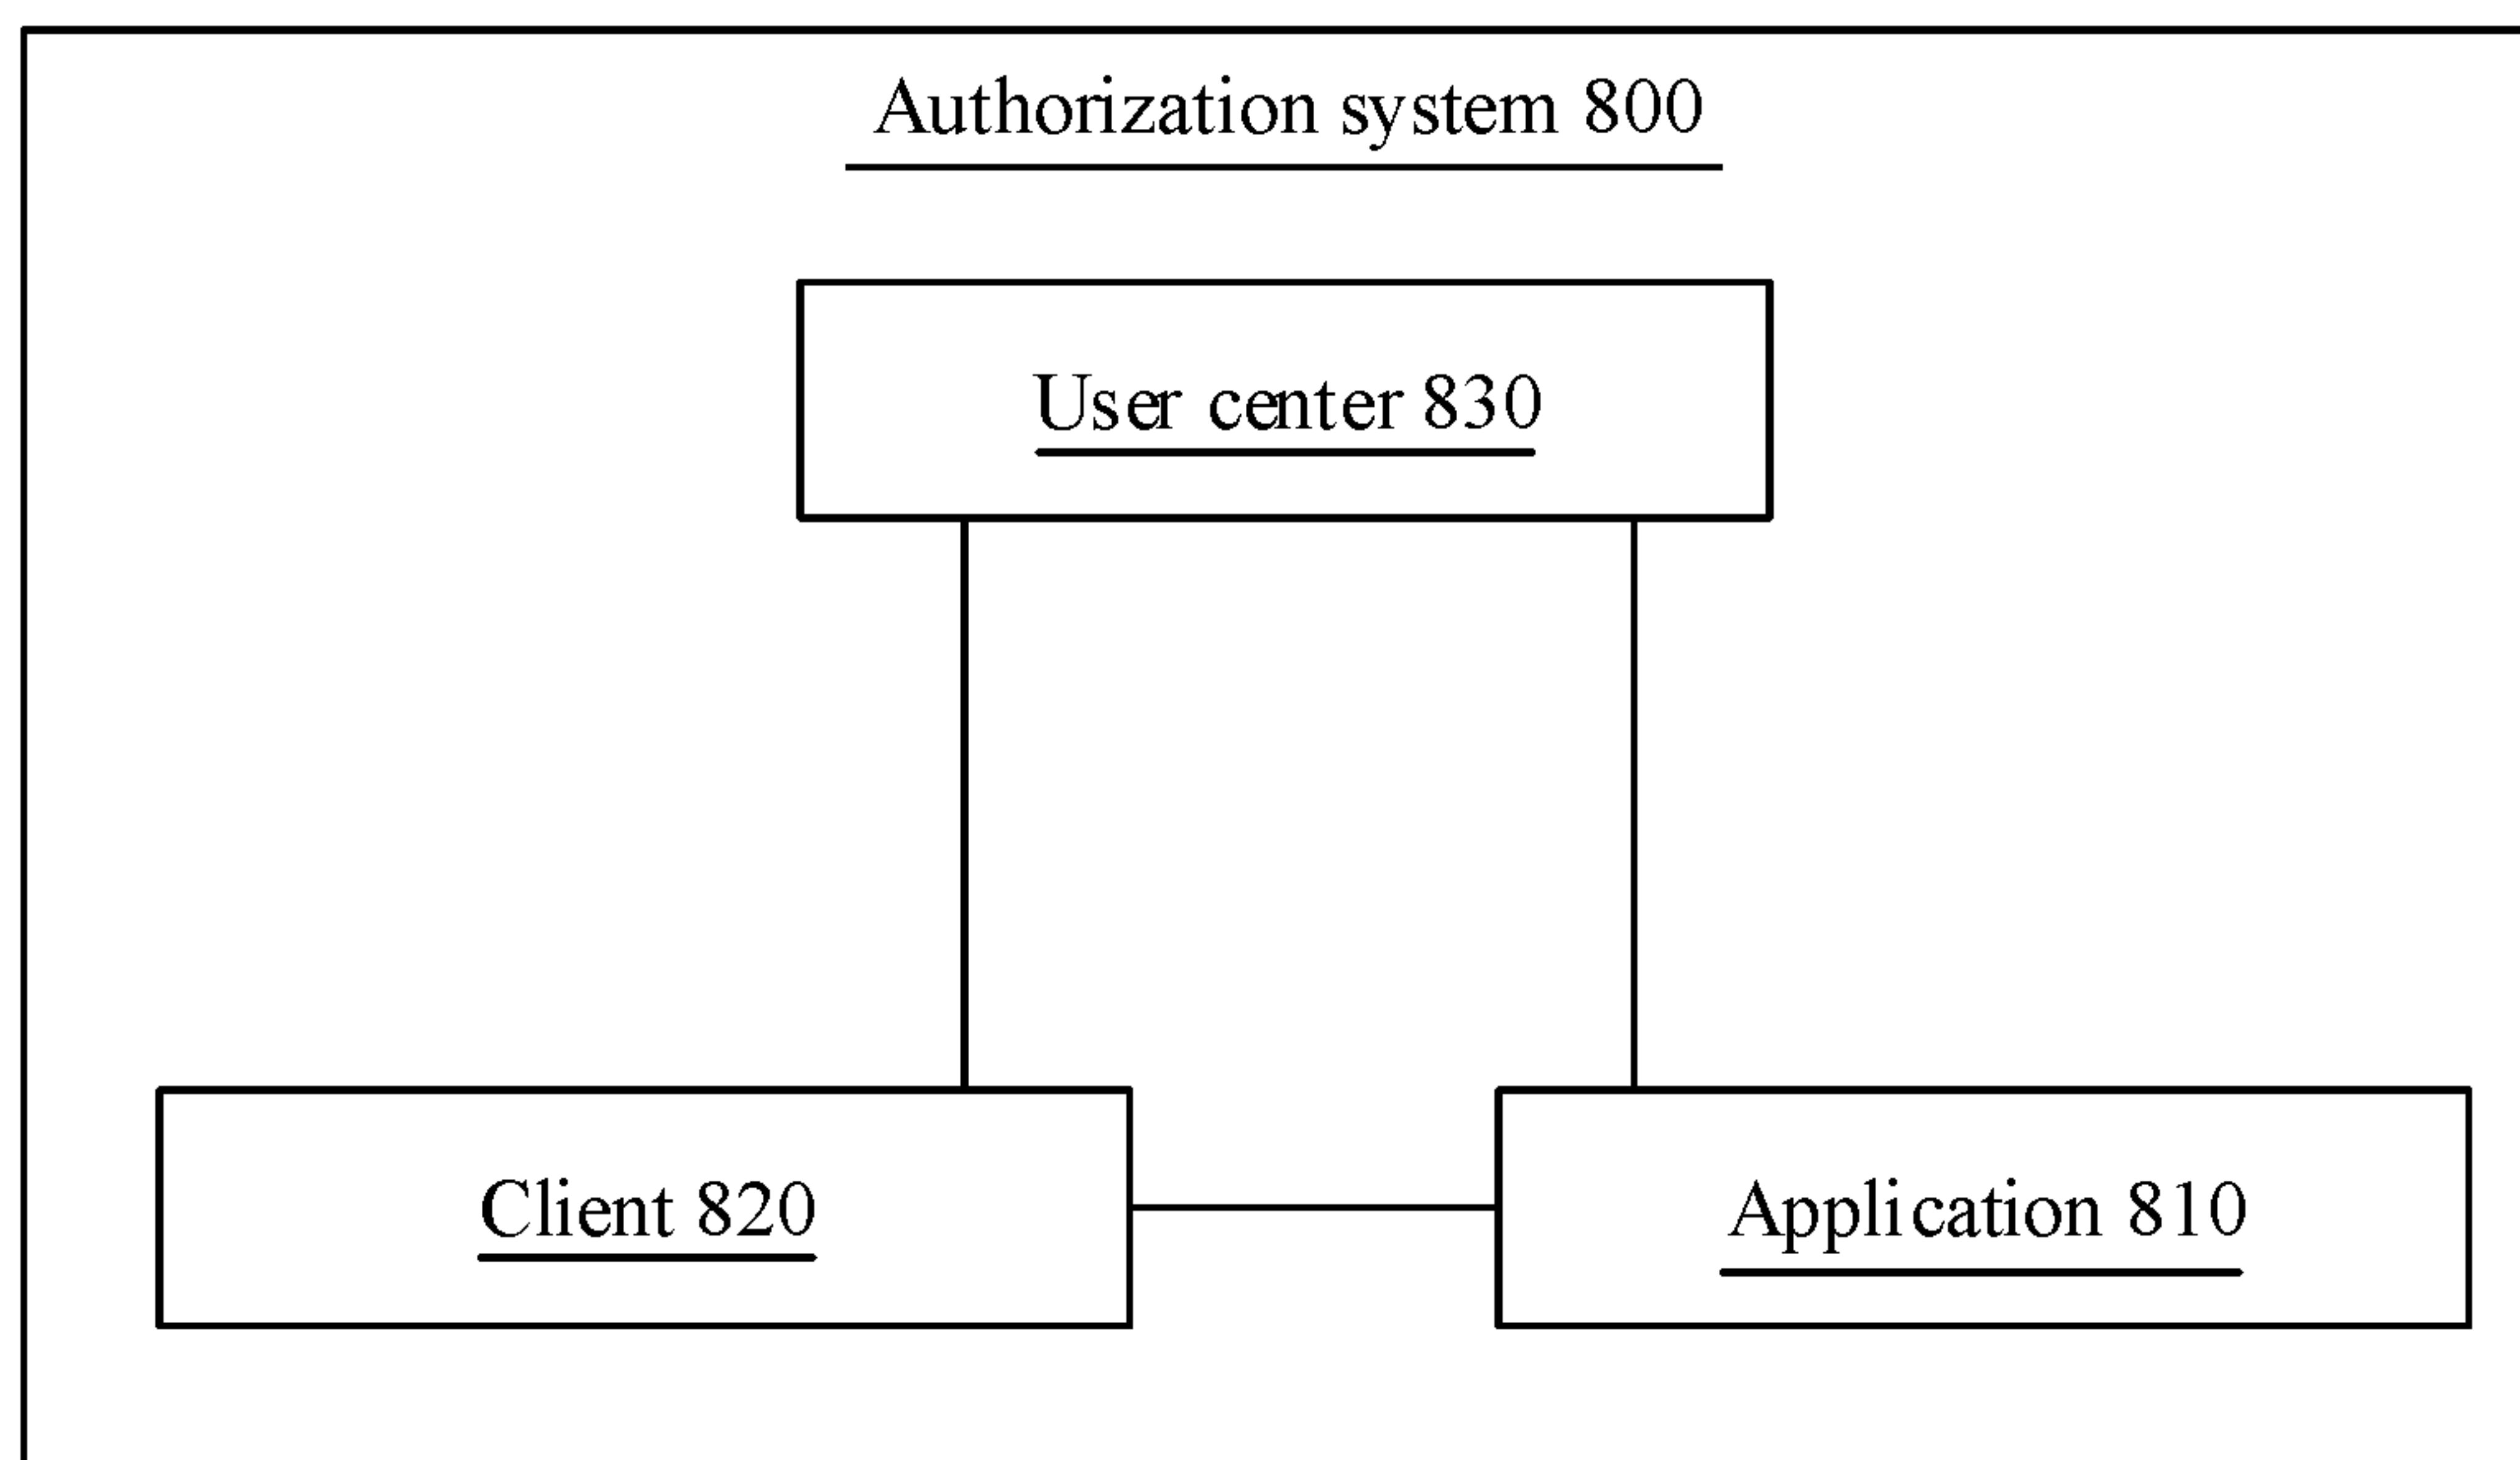 Authorization system 800
User center 830
Client 820
Application 810